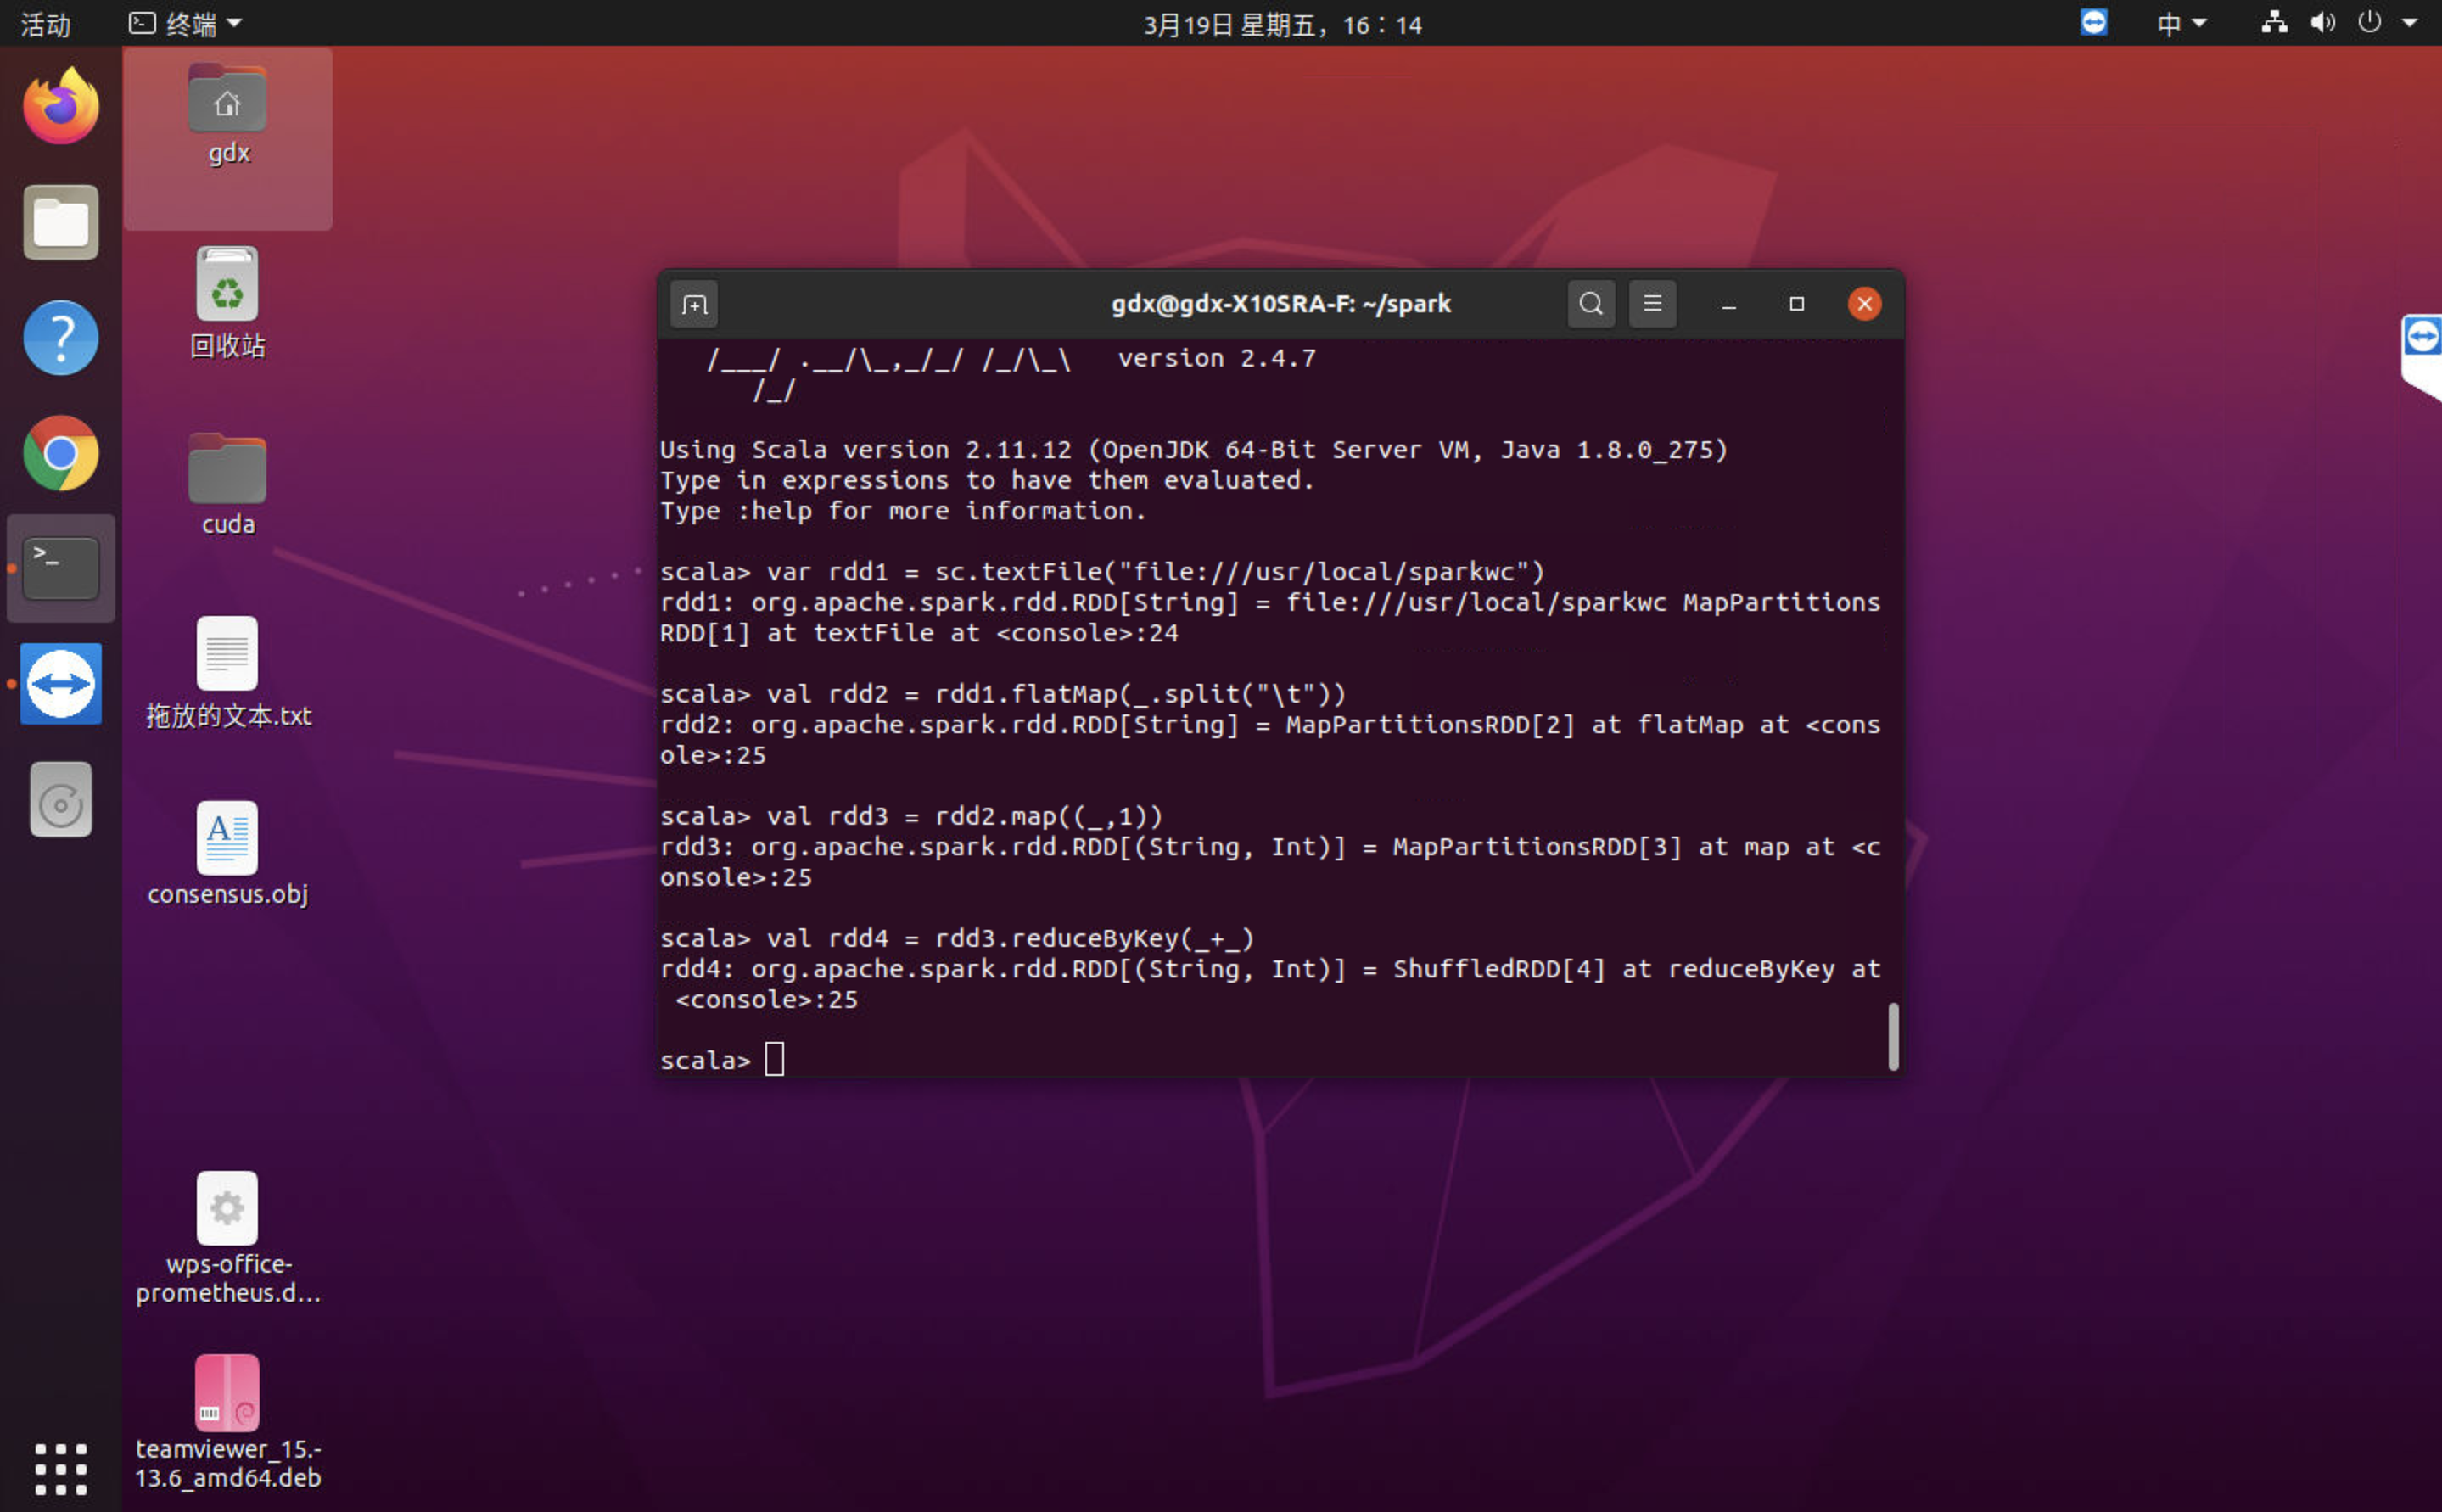 活动
终端
3月19日 星期五，16：14
中
gdx
回收站
cuda
拖放的文本.txt
consensus.obj
wps-office-
prometheus.d...
teamviewer_15.-
13.6_amd64.deb
gdx@gdx-X10SRA-F: ~/spark
/___/ .__/\_,_/_/ /_/\_\   version 2.4.7
/_/
Using Scala version 2.11.12 (OpenJDK 64-Bit Server VM, Java 1.8.0_275)
Type in expressions to have them evaluated.
Type :help for more information.
scala> var rdd1 = sc.textFile("file:///usr/local/sparkwc")
rdd1: org.apache.spark.rdd.RDD[String] = file:///usr/local/sparkwc MapPartitions
RDD[1] at textFile at <console>:24
scala> val rdd2 = rdd1.flatMap(_.split("\t"))
rdd2: org.apache.spark.rdd.RDD[String] = MapPartitionsRDD[2] at flatMap at <cons
ole>:25
scala> val rdd3 = rdd2.map((_,1))
rdd3: org.apache.spark.rdd.RDD[(String, Int)] = MapPartitionsRDD[3] at map at <c
onsole>:25
scala> val rdd4 = rdd3.reduceByKey(_+_)
rdd4: org.apache.spark.rdd.RDD[(String, Int)] = ShuffledRDD[4] at reduceByKey at
 <console>:25
scala>